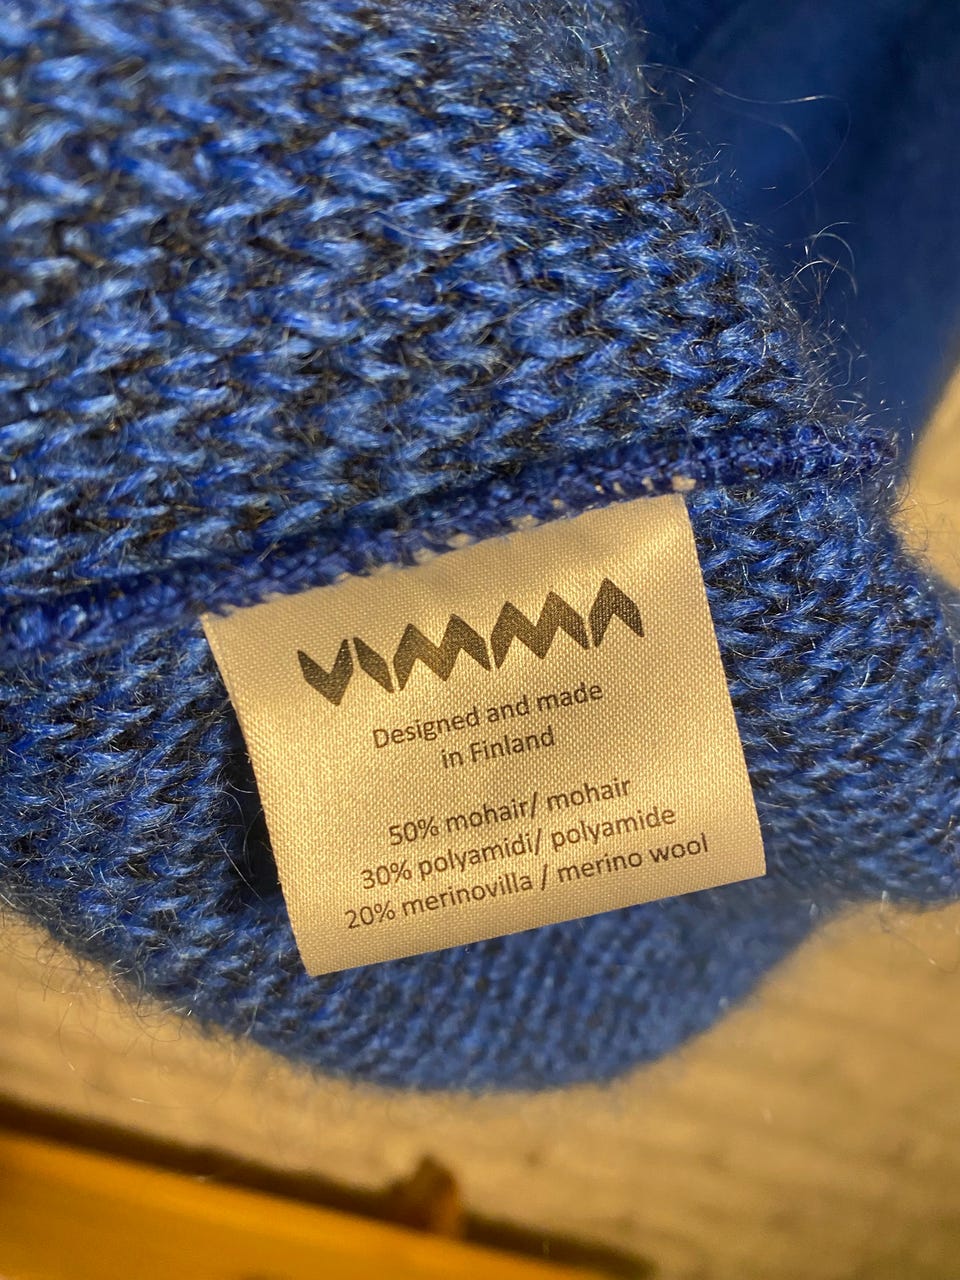 VIMMA
Designed and made
in Finland
50% mohair/ mohair
30% polyamidi/ polyamide
20% merinovilla / merino wool